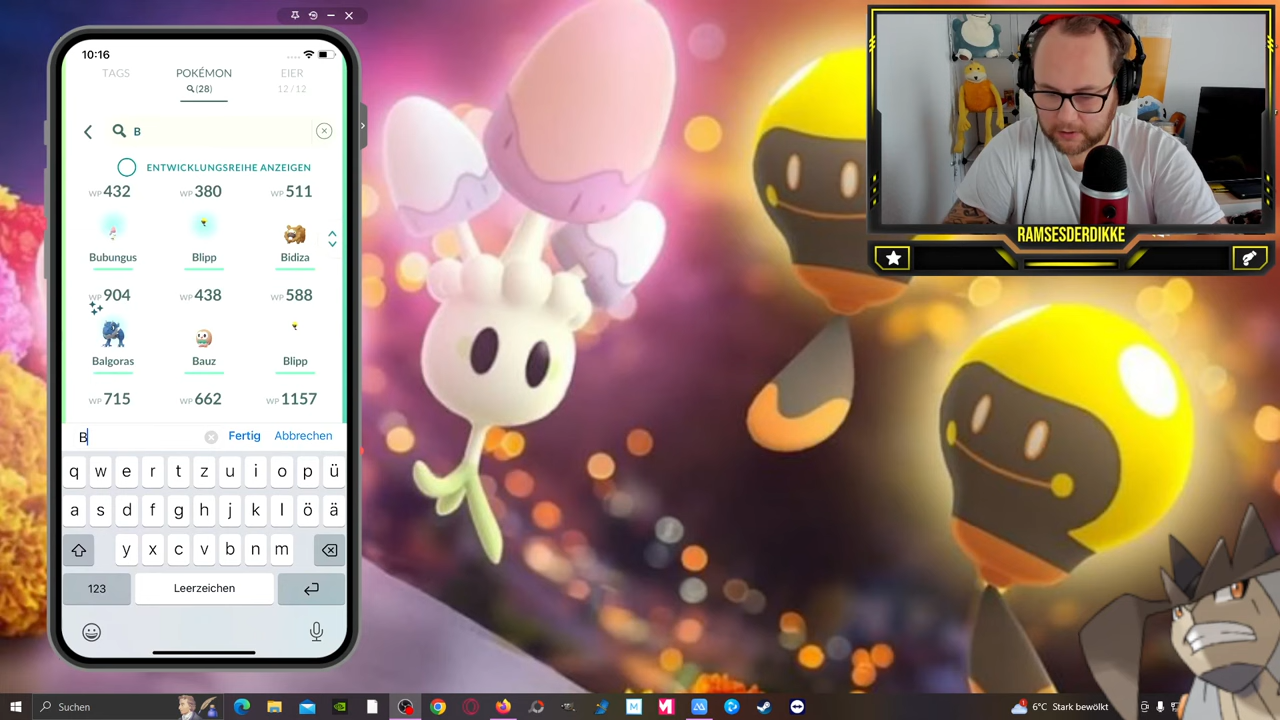 10:16
TAGS POKÉMON EIER
(28) 12 / 12
B
ENTWICKLUNGSREIHE ANZEIGEN
WP 432 WP 380 WP 511
Bubungus Blipp Bidiza
WP 904 WP 438 WP 588
Balgoras Bauz Blipp
WP 715 WP 662 WP 1157
B Fertig Abbrechen
q w e r t z u i o p ü
a s d f g h j k l ö ä
y x c v b n m
123 Leerzeichen
RAMSESDERDIKKE
Suchen 6°C Stark bewölkt